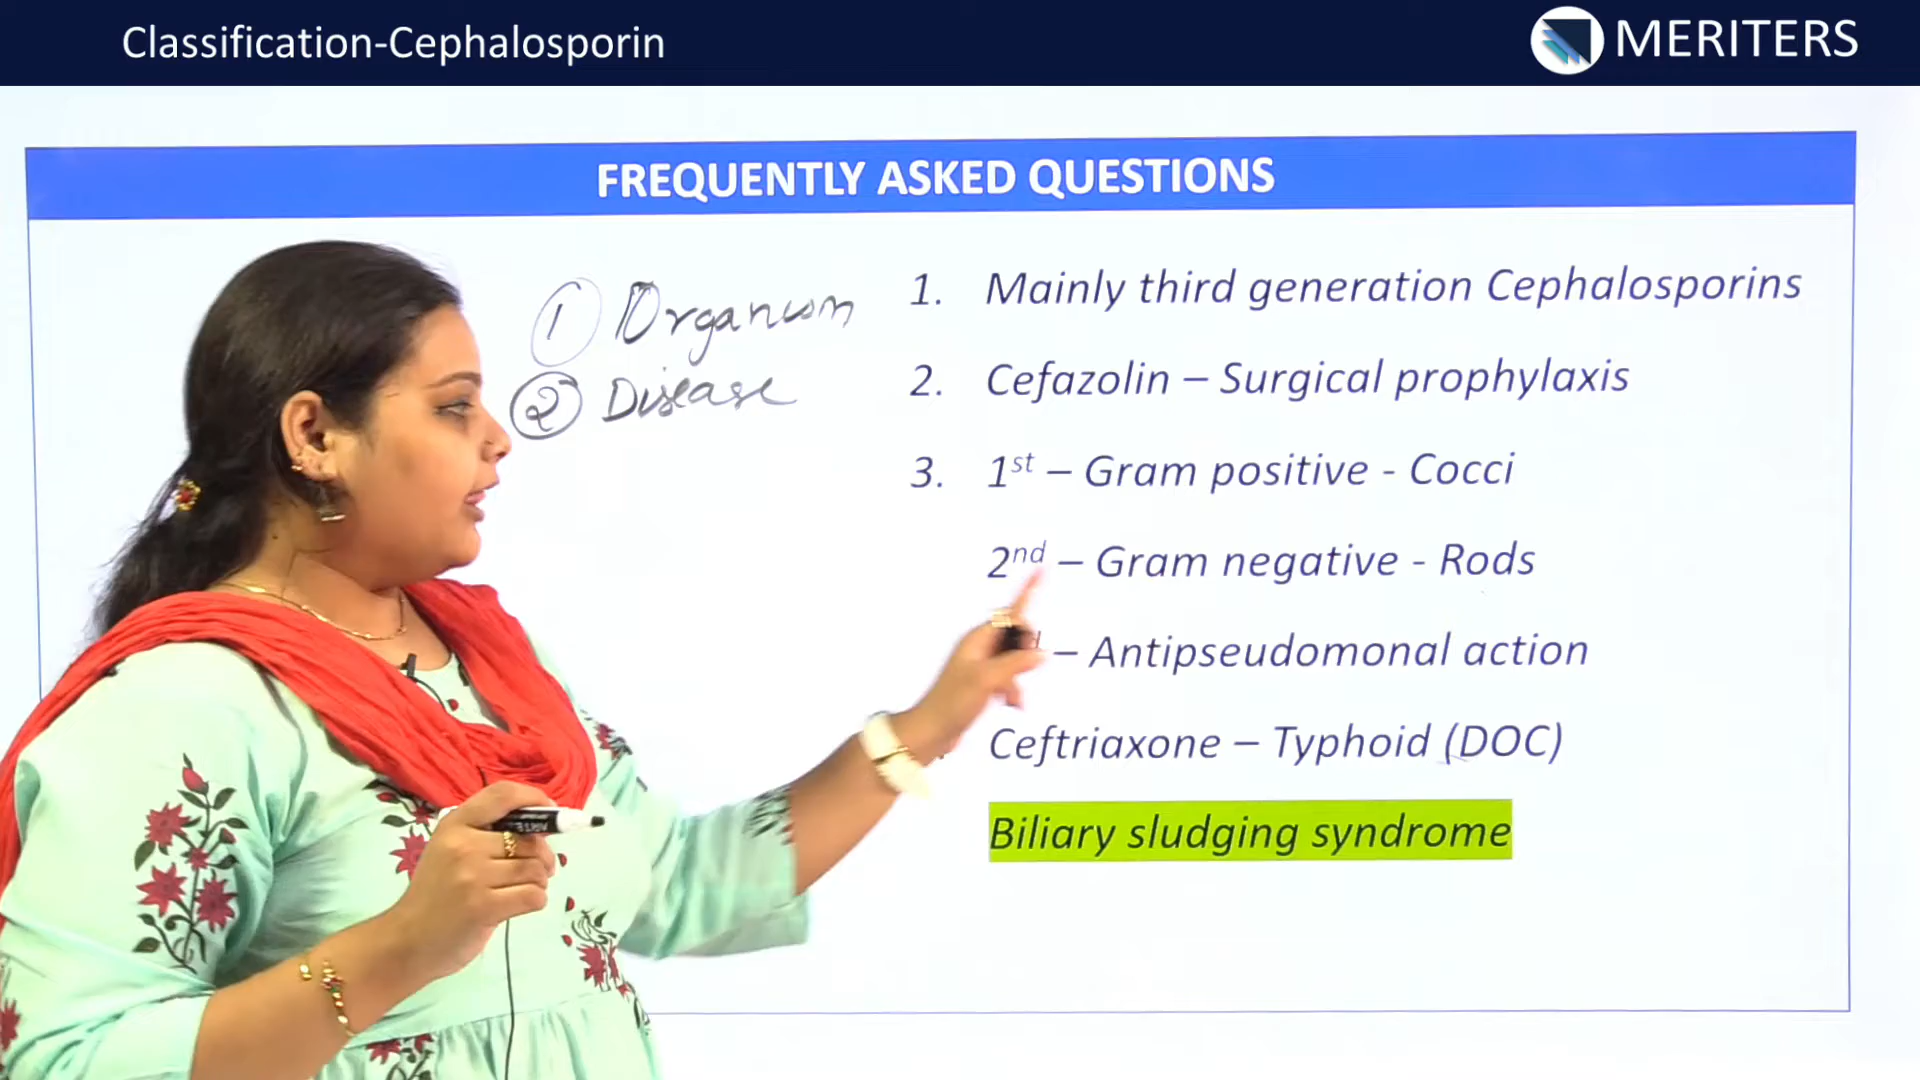 Classification-Cephalosporin
MERITERS
FREQUENTLY ASKED QUESTIONS
① Organism
② Disease
1. Mainly third generation Cephalosporins
2. Cefazolin – Surgical prophylaxis
3. 1st – Gram positive - Cocci
2nd – Gram negative - Rods
– Antipseudomonal action
Ceftriaxone – Typhoid (DOC)
Biliary sludging syndrome